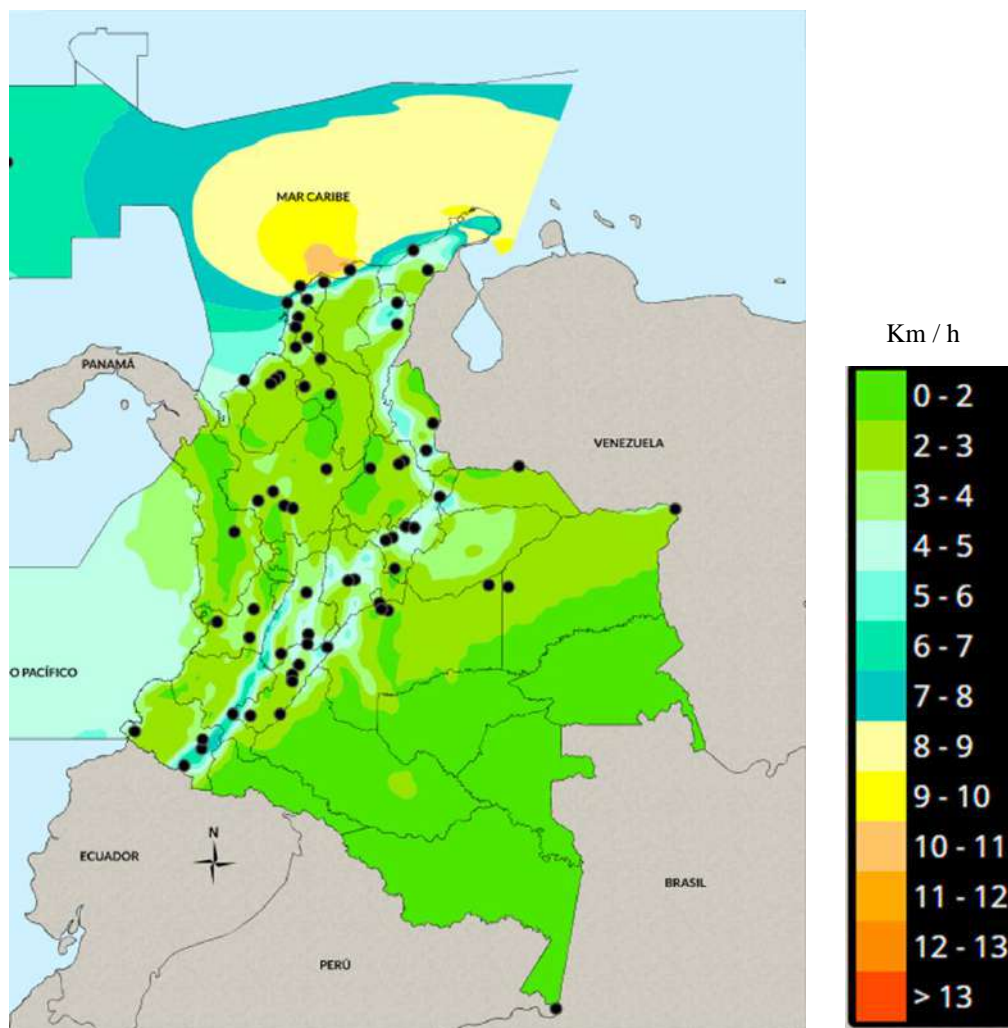 MAR CARIBE
PANAMÁ
VENEZUELA
O PACÍFICO
N
ECUADOR
BRASIL
PERÚ
Km / h
0 - 2
2 - 3
3 - 4
4 - 5
5 - 6
6 - 7
7 - 8
8 - 9
9 - 10
10 - 11
11 - 12
12 - 13
> 13